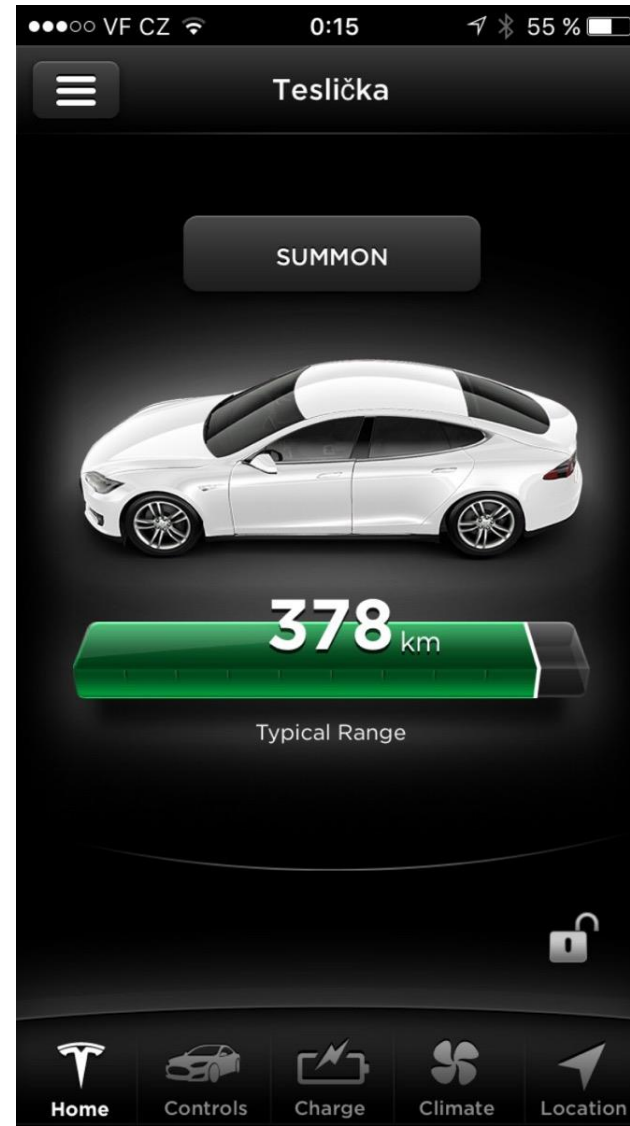 VF CZ 0:15 55 %
Teslička
SUMMON
378 km
Typical Range
Home Controls Charge Climate Location